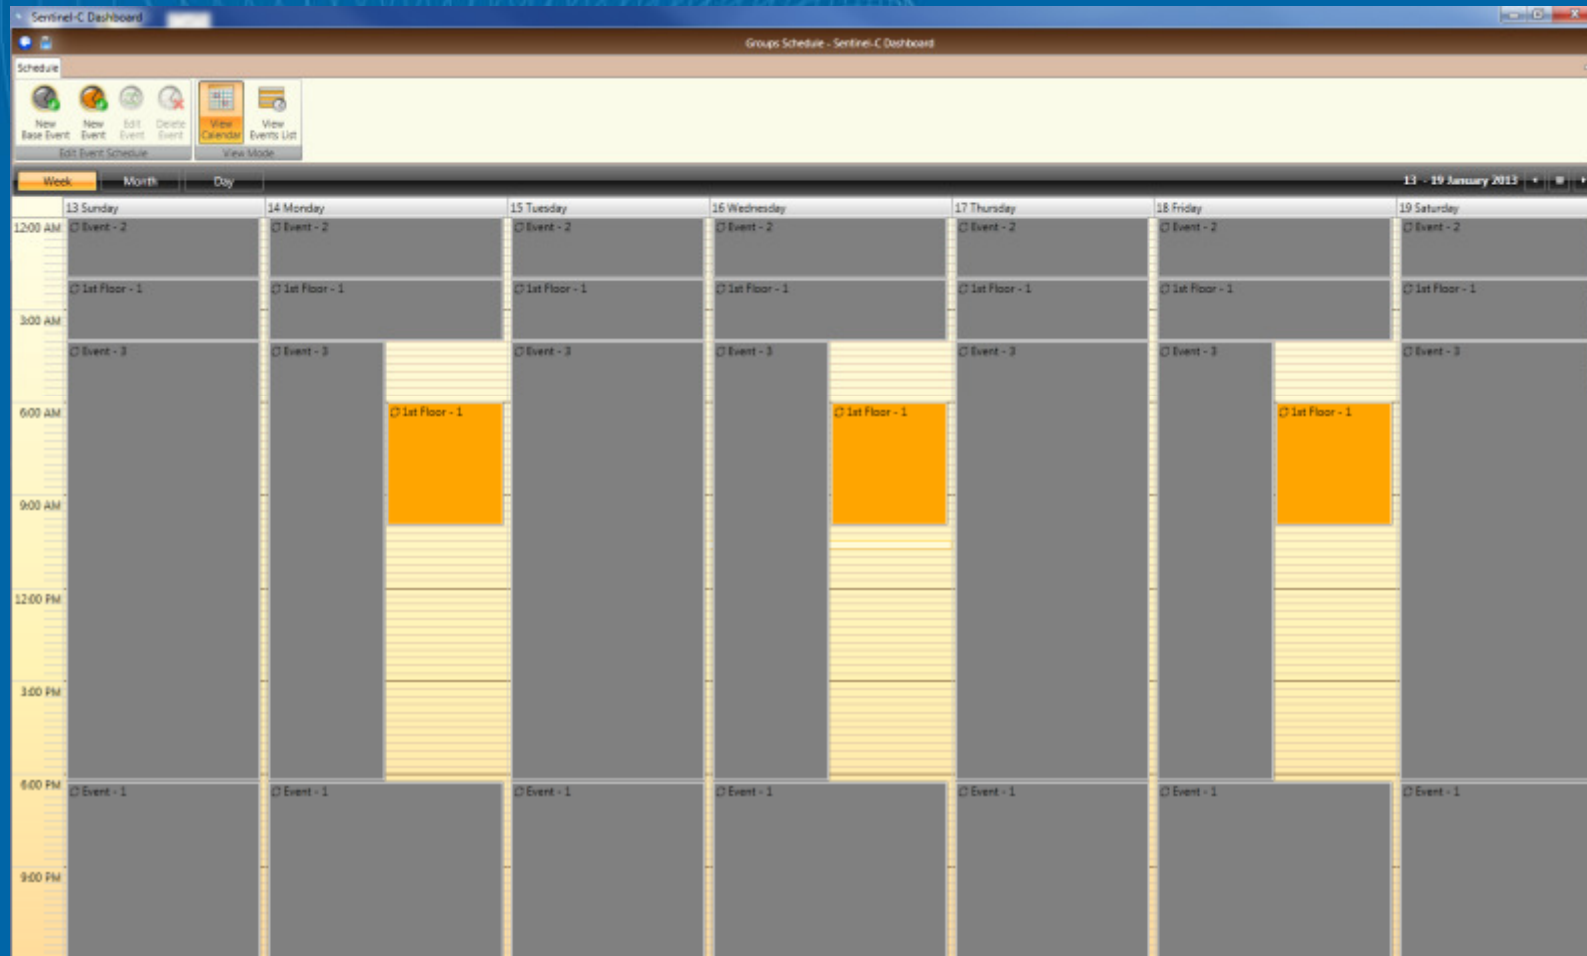 Sentinel-C Dashboard
Groups Schedule - Sentinel-C Dashboard
Schedule
New Base Event
New Event
Edit Event
Delete Event
View Calendar
View Events List
Edit Event Schedule
View Mode
Week Month Day
13 - 19 January 2013
13 Sunday 14 Monday 15 Tuesday 16 Wednesday 17 Thursday 18 Friday 19 Saturday
12:00 AM Event - 2 Event - 2 Event - 2 Event - 2 Event - 2 Event - 2 Event - 2
1st Floor - 1 1st Floor - 1 1st Floor - 1 1st Floor - 1 1st Floor - 1 1st Floor - 1 1st Floor - 1
3:00 AM
Event - 3 Event - 3 Event - 3 Event - 3 Event - 3 Event - 3 Event - 3
6:00 AM 1st Floor - 1 1st Floor - 1 1st Floor - 1
9:00 AM
12:00 PM
3:00 PM
6:00 PM Event - 1 Event - 1 Event - 1 Event - 1 Event - 1 Event - 1 Event - 1
9:00 PM